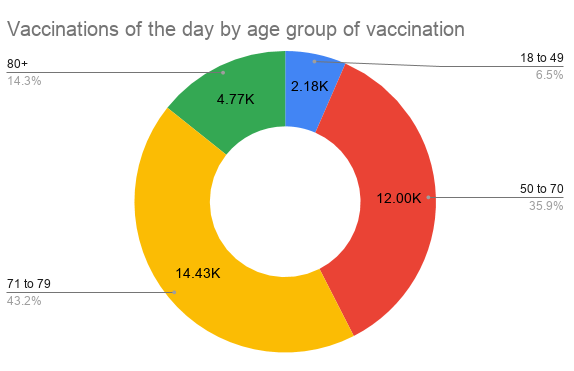 Vaccinations of the day by age group of vaccination
80+
14.3%
18 to 49
6.5%
2.18K
4.77K
50 to 70
35.9%
12.00K
14.43K
71 to 79
43.2%